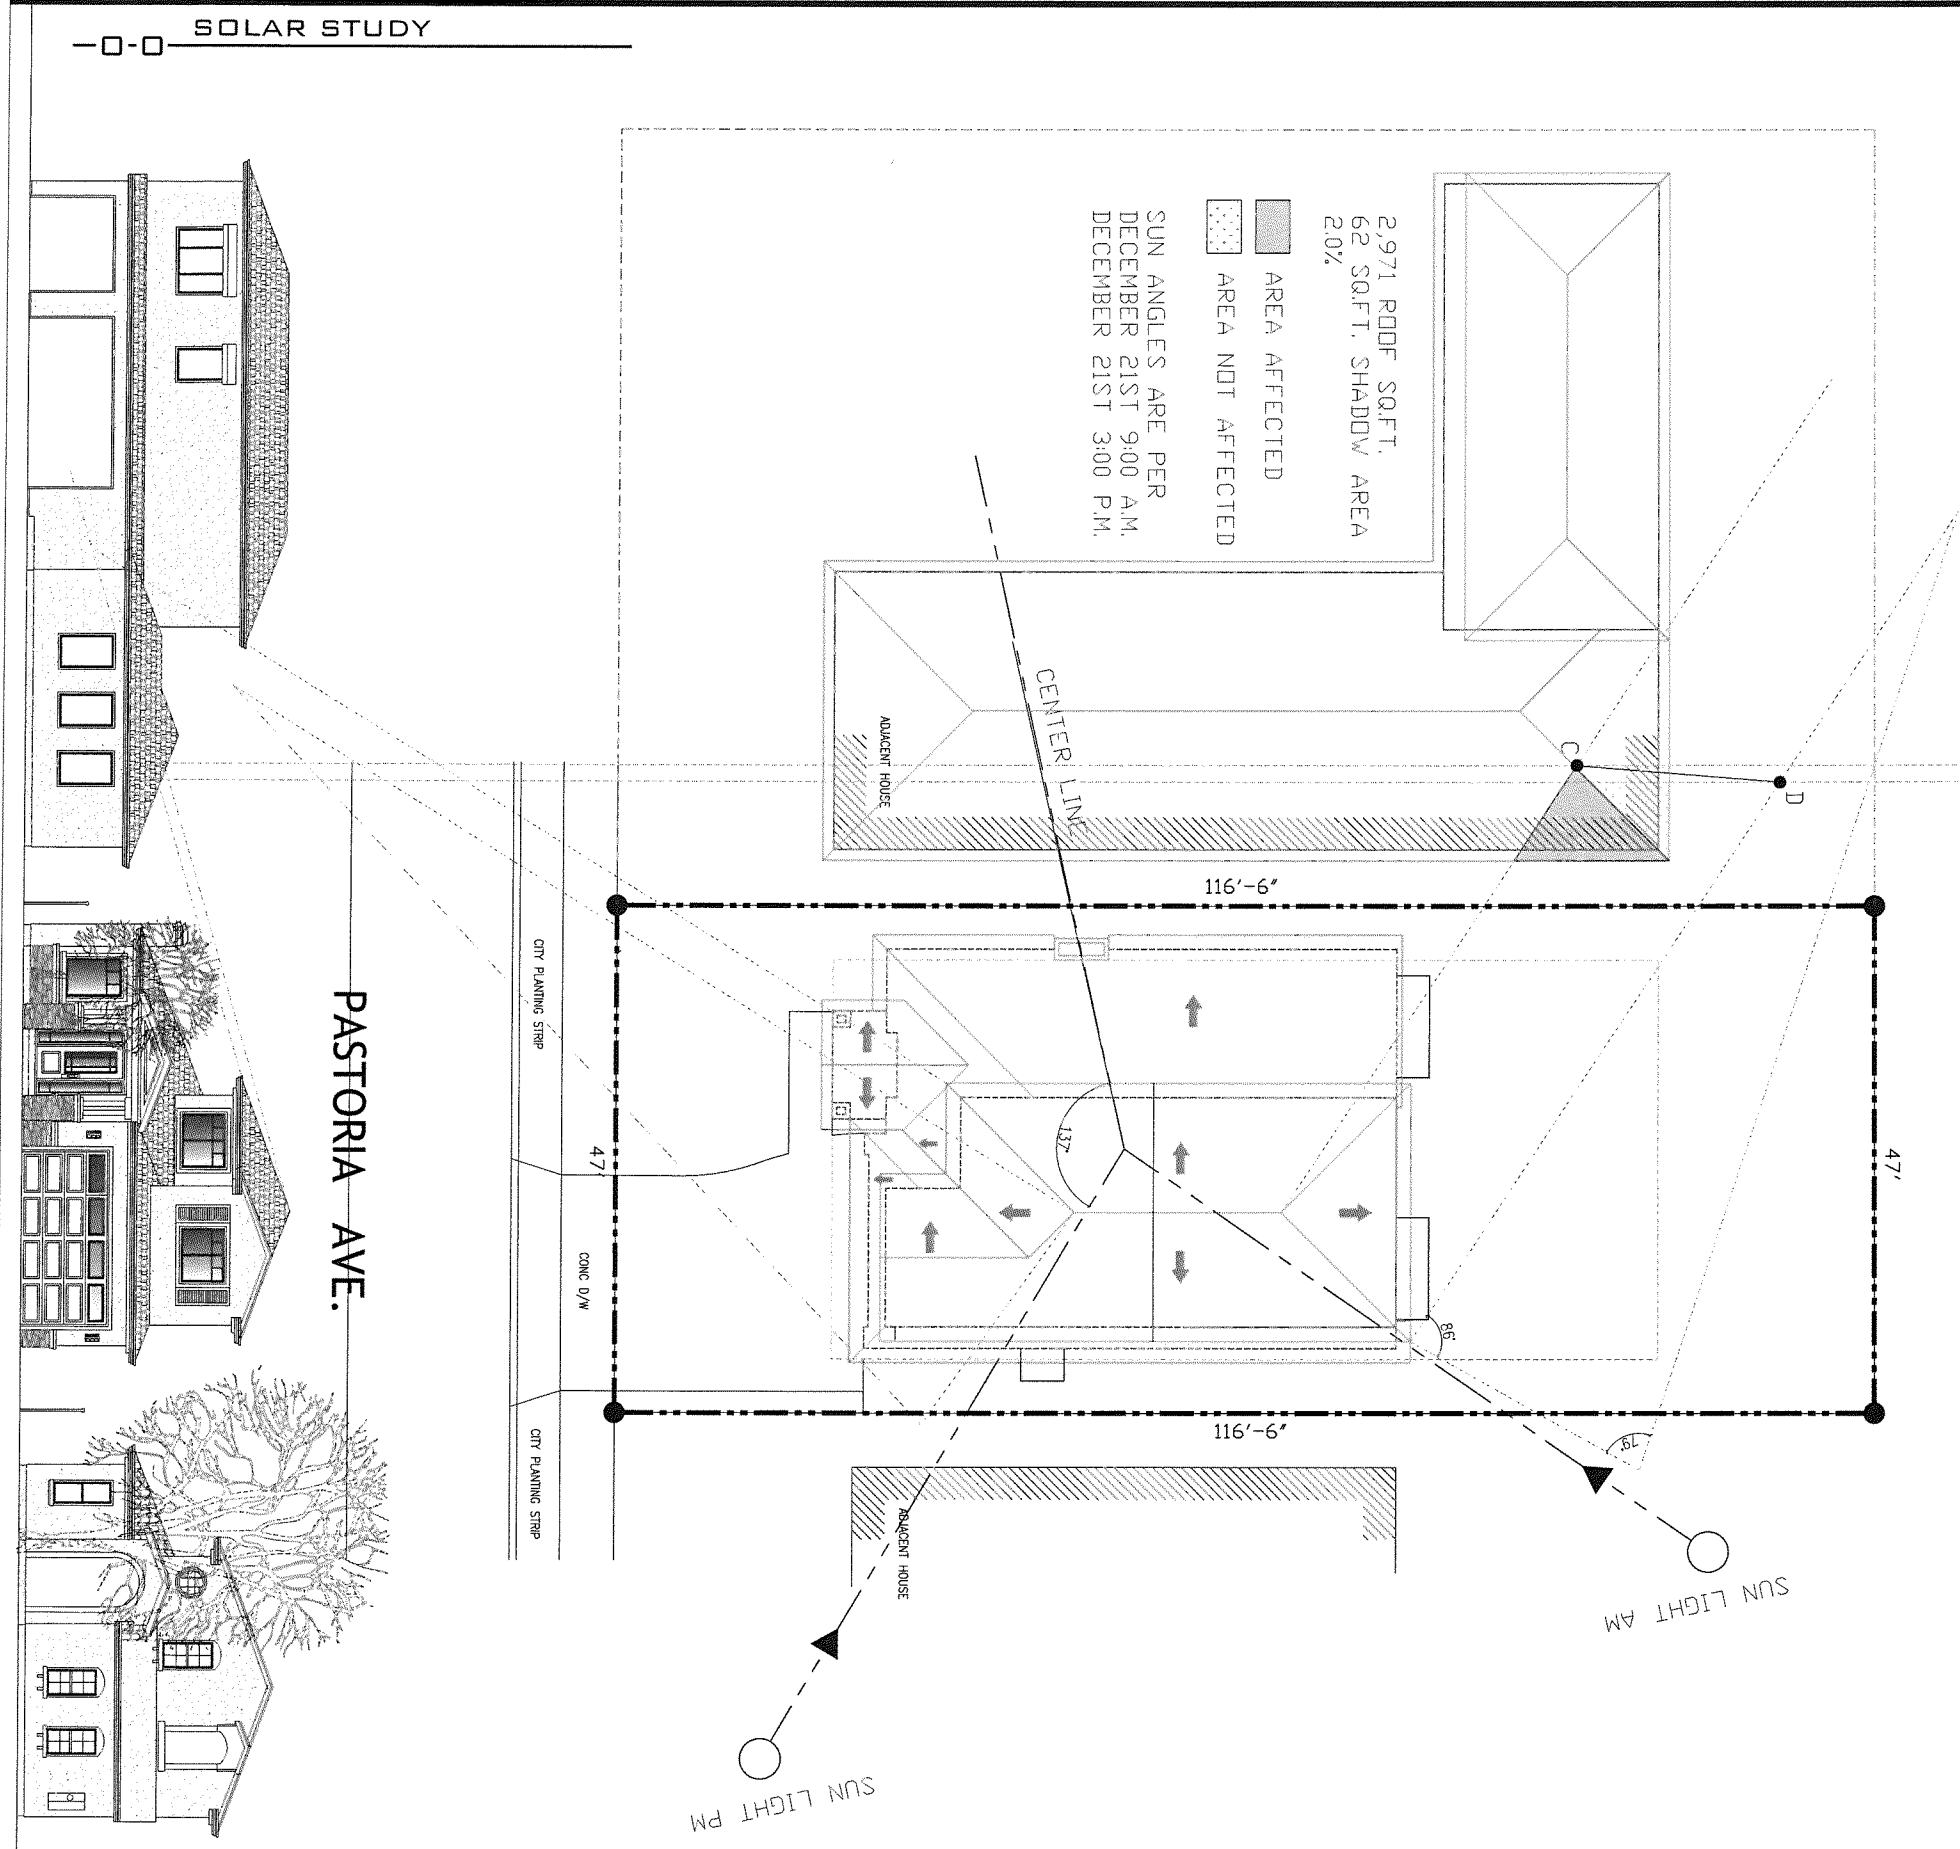 SOLAR STUDY
2,971 ROOF SQ.FT.
62 SQ.FT. SHADOW AREA
2.0%
AREA AFFECTED
AREA NOT AFFECTED
SUN ANGLES ARE PER
DECEMBER 21ST 9:00 A.M.
DECEMBER 21ST 3:00 P.M.
CENTER LINE
ADJACENT HOUSE
C
D
116'-6"
47'
47'
137°
86°
79°
116'-6"
CITY PLANTING STRIP
CONC D/W
CITY PLANTING STRIP
PASTORIA AVE.
ADJACENT HOUSE
SUN LIGHT AM
SUN LIGHT PM